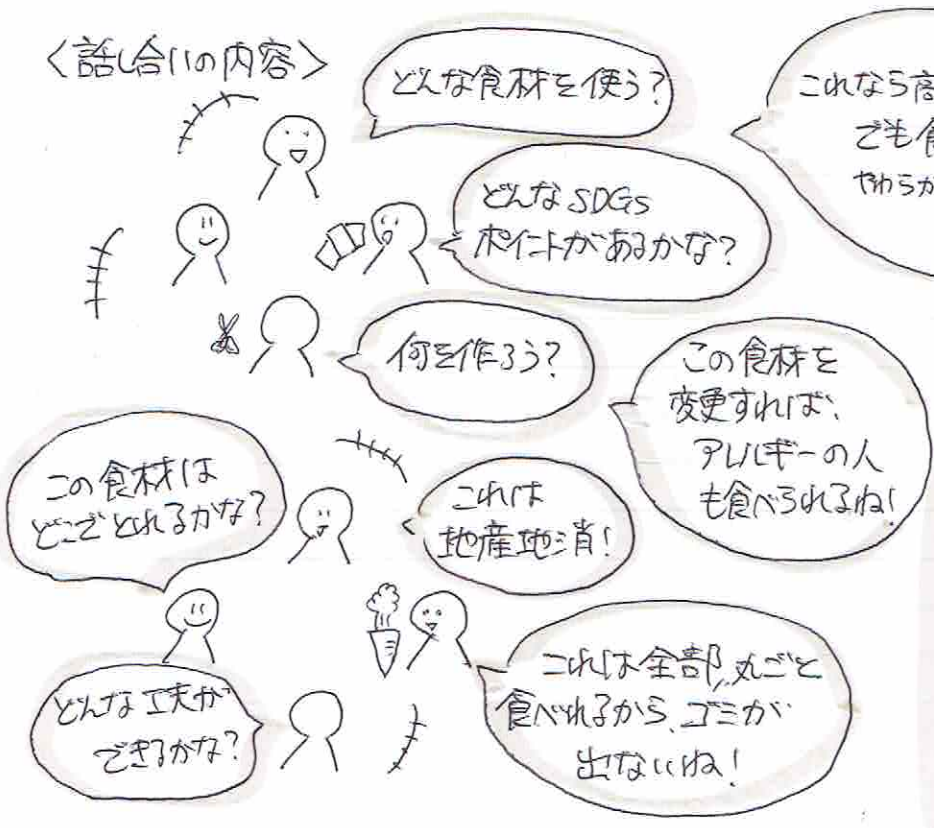 〈話し合いの内容〉
どんな食材を使う?
これなら
でも
やわらか
どんなSDGs
ポイントがあるかな?
何を作ろう?
この食材を
変更すれば、
アレルギーの人
も食べられるね!
この食材は
どこでとれるかな?
これは
地産地消!
どんな工夫が
できるかな?
これは全部、丸ごと
食べれるから、ゴミが
出ないね!